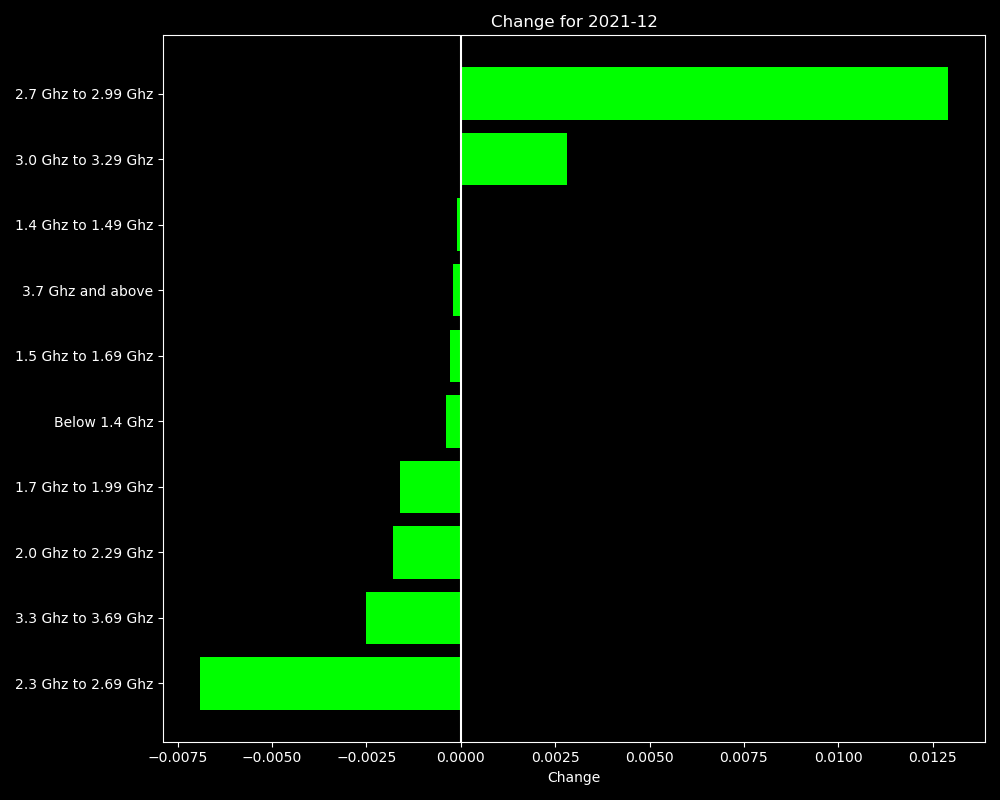 Change for 2021-12
2.7 Ghz to 2.99 Ghz
3.0 Ghz to 3.29 Ghz
1.4 Ghz to 1.49 Ghz
3.7 Ghz and above
1.5 Ghz to 1.69 Ghz
Below 1.4 Ghz
1.7 Ghz to 1.99 Ghz
2.0 Ghz to 2.29 Ghz
3.3 Ghz to 3.69 Ghz
2.3 Ghz to 2.69 Ghz
−0.0075 −0.0050 −0.0025 0.0000 0.0025 0.0050 0.0075 0.0100 0.0125
Change